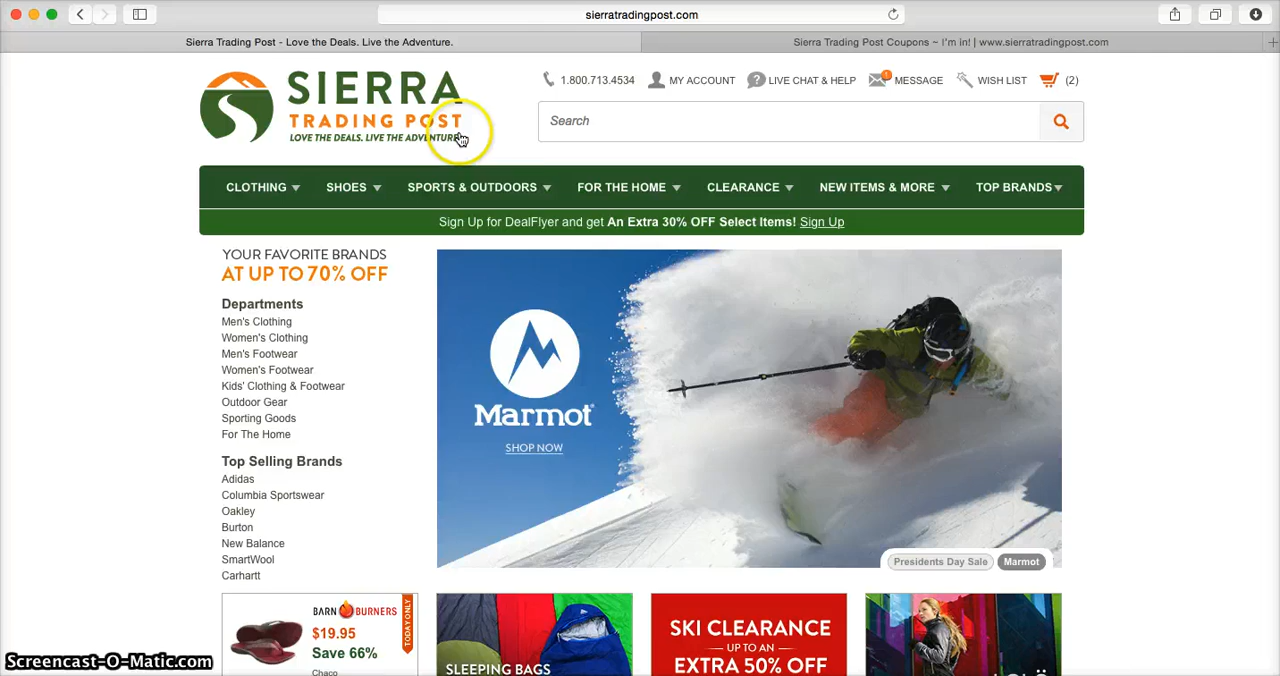 sierratradingpost.com
Sierra Trading Post - Love the Deals. Live the Adventure.
Sierra Trading Post Coupons ~ I'm in! | www.sierratradingpost.com
SIERRA
TRADING POST
LOVE THE DEALS. LIVE THE ADVENTURE
1.800.713.4534
MY ACCOUNT
LIVE CHAT & HELP
1
MESSAGE
WISH LIST
(2)
Search
CLOTHING
SHOES
SPORTS & OUTDOORS
FOR THE HOME
CLEARANCE
NEW ITEMS & MORE
TOP BRANDS
Sign Up for DealFlyer and get An Extra 30% OFF Select Items! Sign Up
YOUR FAVORITE BRANDS
AT UP TO 70% OFF
Departments
Men's Clothing
Women's Clothing
Men's Footwear
Women's Footwear
Kids' Clothing & Footwear
Outdoor Gear
Sporting Goods
For The Home
Top Selling Brands
Adidas
Columbia Sportswear
Oakley
Burton
New Balance
SmartWool
Carhartt
Marmot
SHOP NOW
Presidents Day Sale
Marmot
BARN BURNERS
TODAY ONLY
$19.95
Save 66%
Chaco
SLEEPING BAGS
SKI CLEARANCE
UP TO AN
EXTRA 50% OFF
Screencast-O-Matic.com